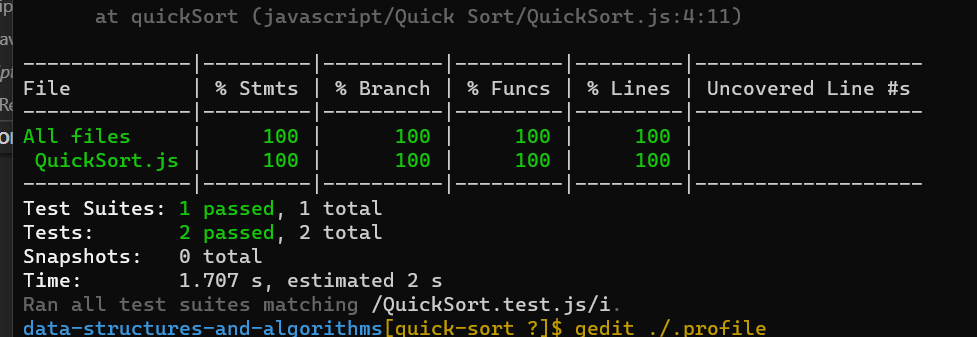 ip
at quickSort (javascript/Quick Sort/QuickSort.js:4:11)
av
--------------|---------|----------|---------|---------|-------------------
File          | % Stmts | % Branch | % Funcs | % Lines | Uncovered Line #s
--------------|---------|----------|---------|---------|-------------------
All files     |     100 |      100 |     100 |     100 |
 QuickSort.js |     100 |      100 |     100 |     100 |
--------------|---------|----------|---------|---------|-------------------
Test Suites: 1 passed, 1 total
Tests:       2 passed, 2 total
Snapshots:   0 total
Time:        1.707 s, estimated 2 s
Ran all test suites matching /QuickSort.test.js/i.
data-structures-and-algorithms[quick-sort ?]$ gedit ./.profile